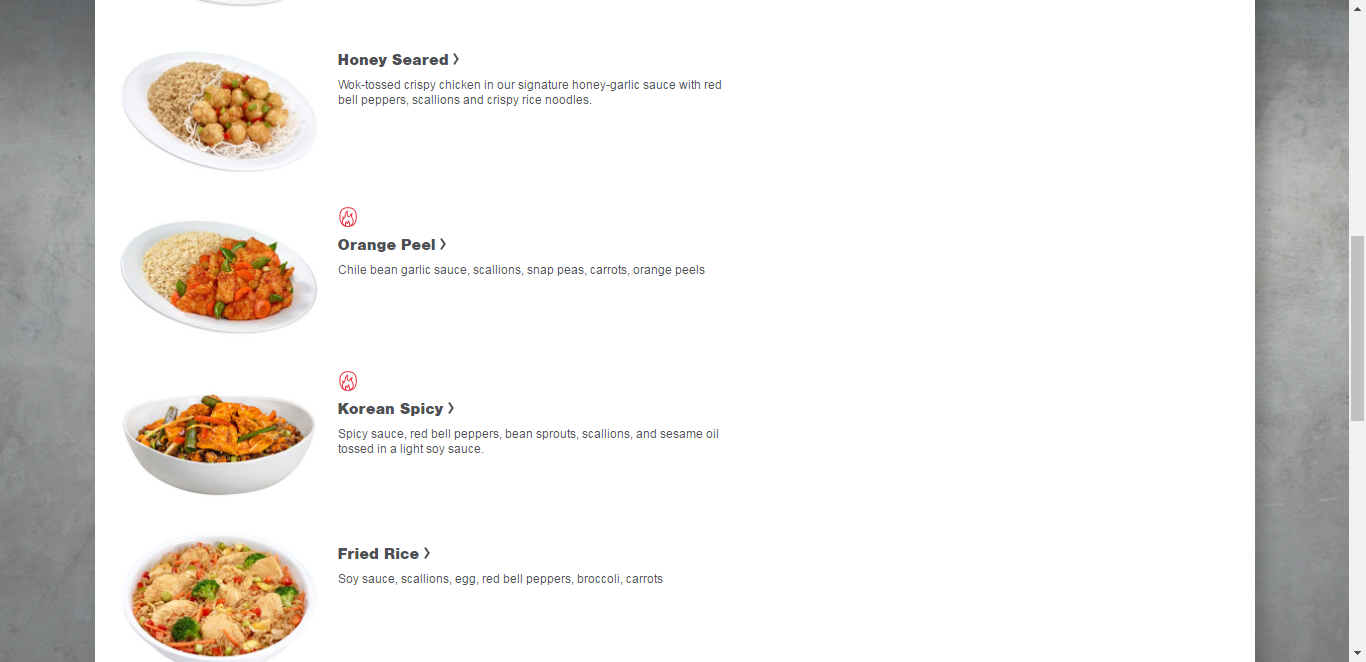 Honey Seared >
Wok-tossed crispy chicken in our signature honey-garlic sauce with red
bell peppers, scallions and crispy rice noodles.
Orange Peel >
Chile bean garlic sauce, scallions, snap peas, carrots, orange peels
Korean Spicy >
Spicy sauce, red bell peppers, bean sprouts, scallions, and sesame oil
tossed in a light soy sauce.
Fried Rice >
Soy sauce, scallions, egg, red bell peppers, broccoli, carrots